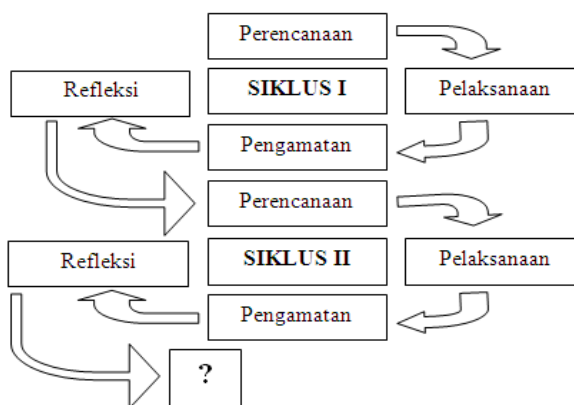 Perencanaan
Refleksi
SIKLUS I
Pelaksanaan
Pengamatan
Perencanaan
Refleksi
SIKLUS II
Pelaksanaan
Pengamatan
?